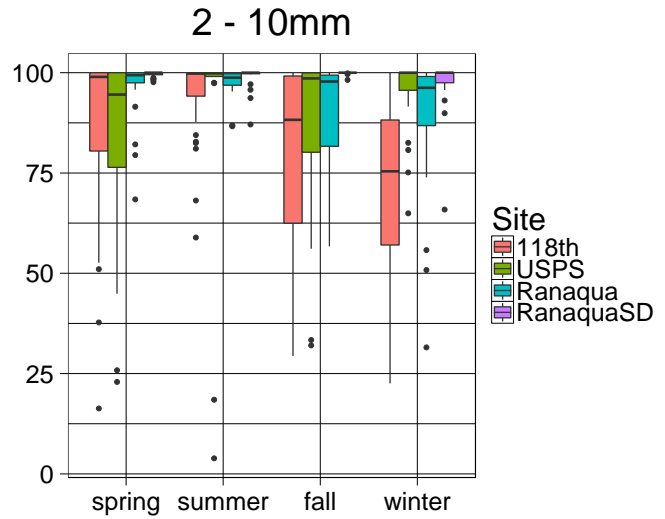 2 - 10mm
100
75
50
25
0
spring summer fall winter
Site
118th
USPS
Ranaqua
RanaquaSD